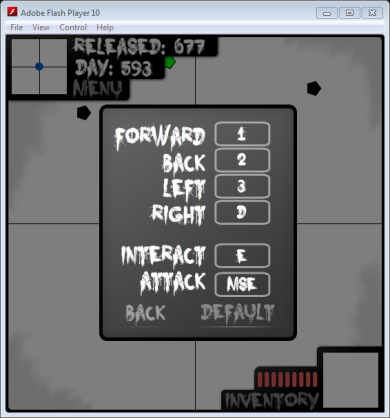 Adobe Flash Player 10
File View Control Help
RELEASED: 677
DAY: 593
MENU
FORWARD 1
BACK 2
LEFT 3
RIGHT D
INTERACT E
ATTACK MSE
BACK DEFAULT
INVENTORY